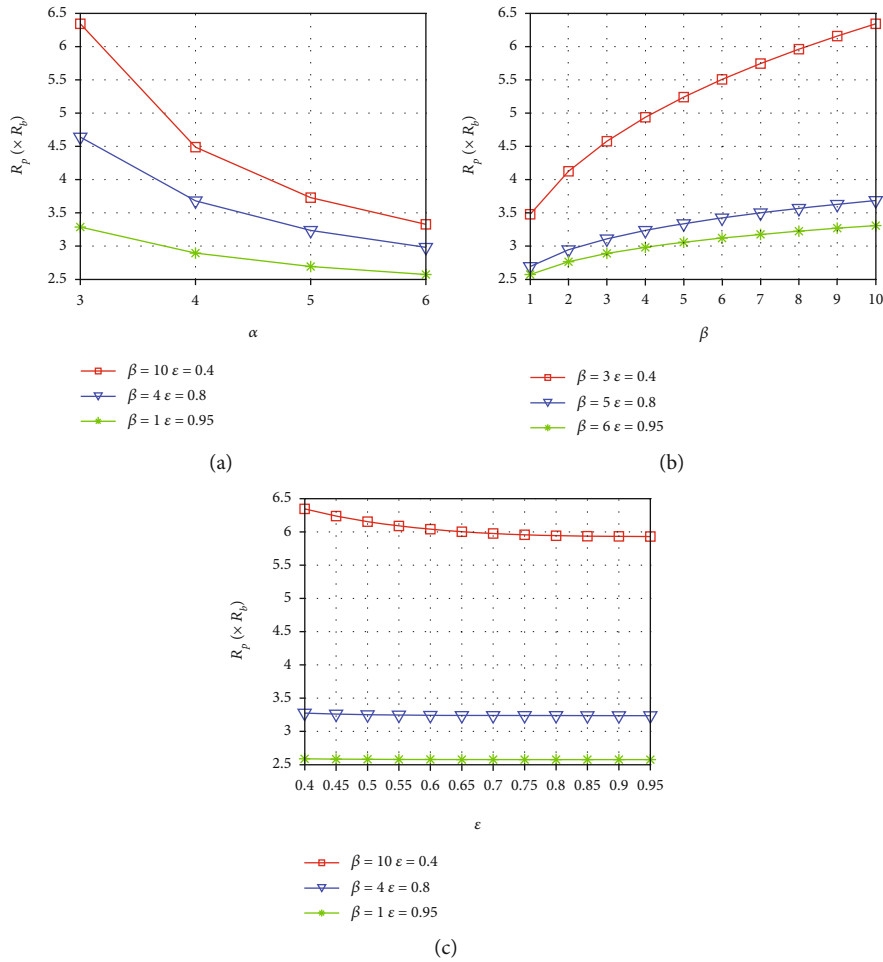 6.5
6
5.5
5
4.5
4
3.5
3
2.5
R_p (× R_b)
3 4 5 6
α
β = 10 ε = 0.4
β = 4 ε = 0.8
β = 1 ε = 0.95
(a)
6.5
6
5.5
5
4.5
4
3.5
3
2.5
R_p (× R_b)
1 2 3 4 5 6 7 8 9 10
β
β = 3 ε = 0.4
β = 5 ε = 0.8
β = 6 ε = 0.95
(b)
6.5
6
5.5
5
4.5
4
3.5
3
2.5
R_p (× R_b)
0.4 0.45 0.5 0.55 0.6 0.65 0.7 0.75 0.8 0.85 0.9 0.95
ε
β = 10 ε = 0.4
β = 4 ε = 0.8
β = 1 ε = 0.95
(c)